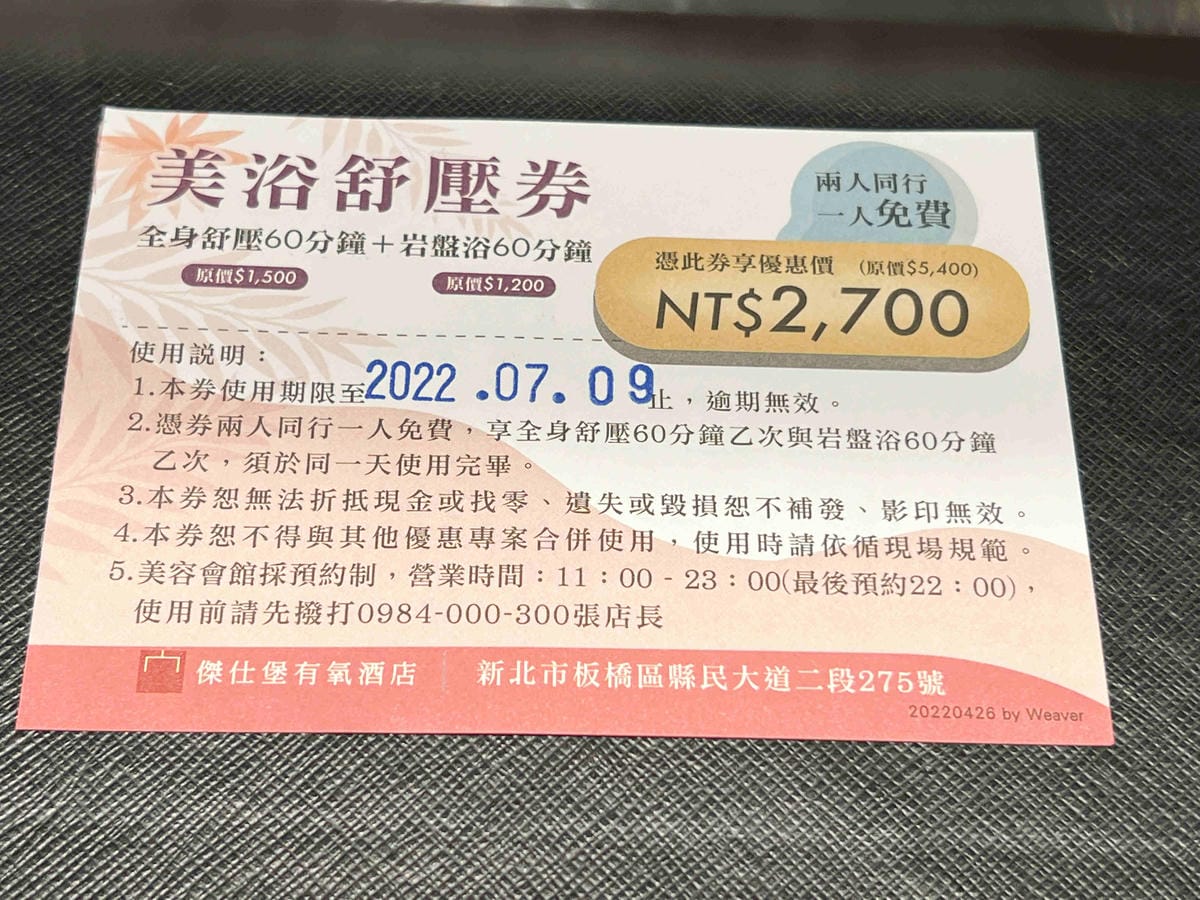 美浴舒壓券
全身舒壓60分鐘＋岩盤浴60分鐘
原價$1,500
原價$1,200
兩人同行
一人免費
憑此券享優惠價 (原價$5,400)
NT$2,700
使用說明：
1.本券使用期限至2022.07.09止，逾期無效。
2.憑券兩人同行一人免費，享全身舒壓60分鐘乙次與岩盤浴60分鐘
乙次，須於同一天使用完畢。
3.本券恕無法折抵現金或找零、遺失或毀損恕不補發、影印無效。
4.本券恕不得與其他優惠專案合併使用，使用時請依循現場規範。
5.美容會館採預約制，營業時間：11：00 - 23：00(最後預約22：00)，
使用前請先撥打0984-000-300張店長
傑仕堡有氧酒店 新北市板橋區縣民大道二段275號
20220426 by Weaver